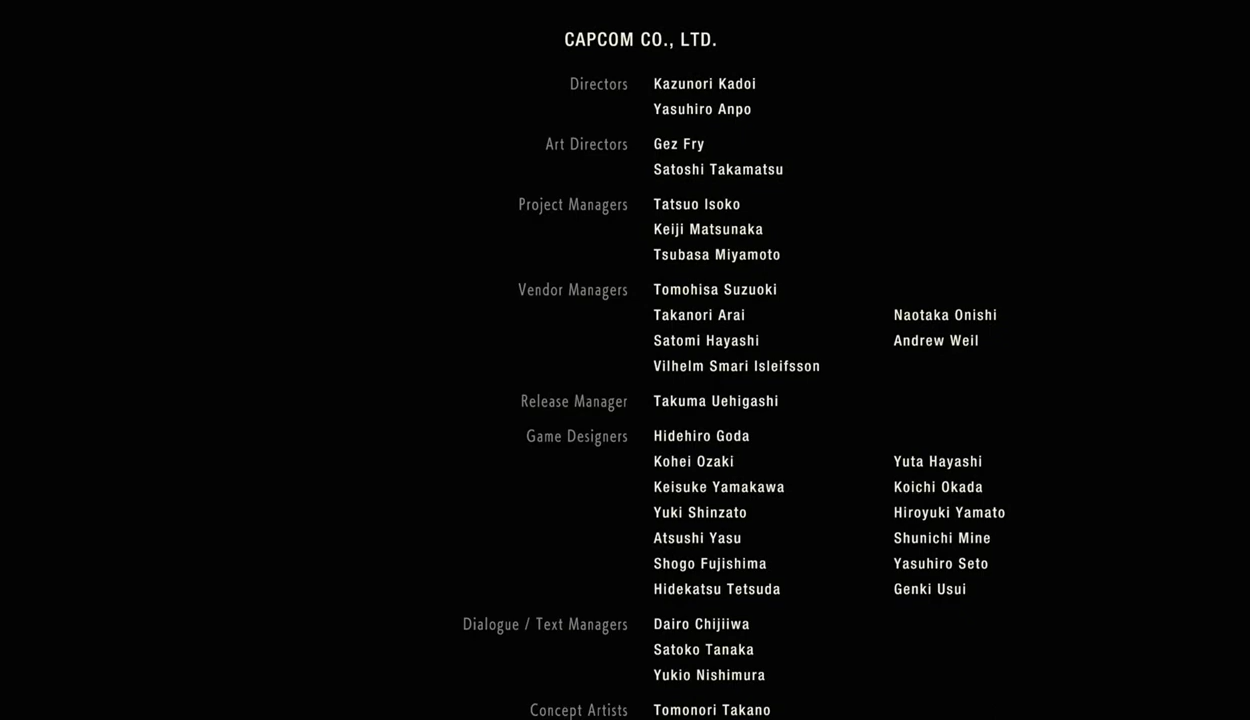 CAPCOM CO., LTD.
Directors Kazunori Kadoi
Yasuhiro Anpo
Art Directors Gez Fry
Satoshi Takamatsu
Project Managers Tatsuo Isoko
Keiji Matsunaka
Tsubasa Miyamoto
Vendor Managers Tomohisa Suzuoki
Takanori Arai Naotaka Onishi
Satomi Hayashi Andrew Weil
Vilhelm Smari Isleifsson
Release Manager Takuma Uehigashi
Game Designers Hidehiro Goda
Kohei Ozaki Yuta Hayashi
Keisuke Yamakawa Koichi Okada
Yuki Shinzato Hiroyuki Yamato
Atsushi Yasu Shunichi Mine
Shogo Fujishima Yasuhiro Seto
Hidekatsu Tetsuda Genki Usui
Dialogue / Text Managers Dairo Chijiiwa
Satoko Tanaka
Yukio Nishimura
Concept Artists Tomonori Takano